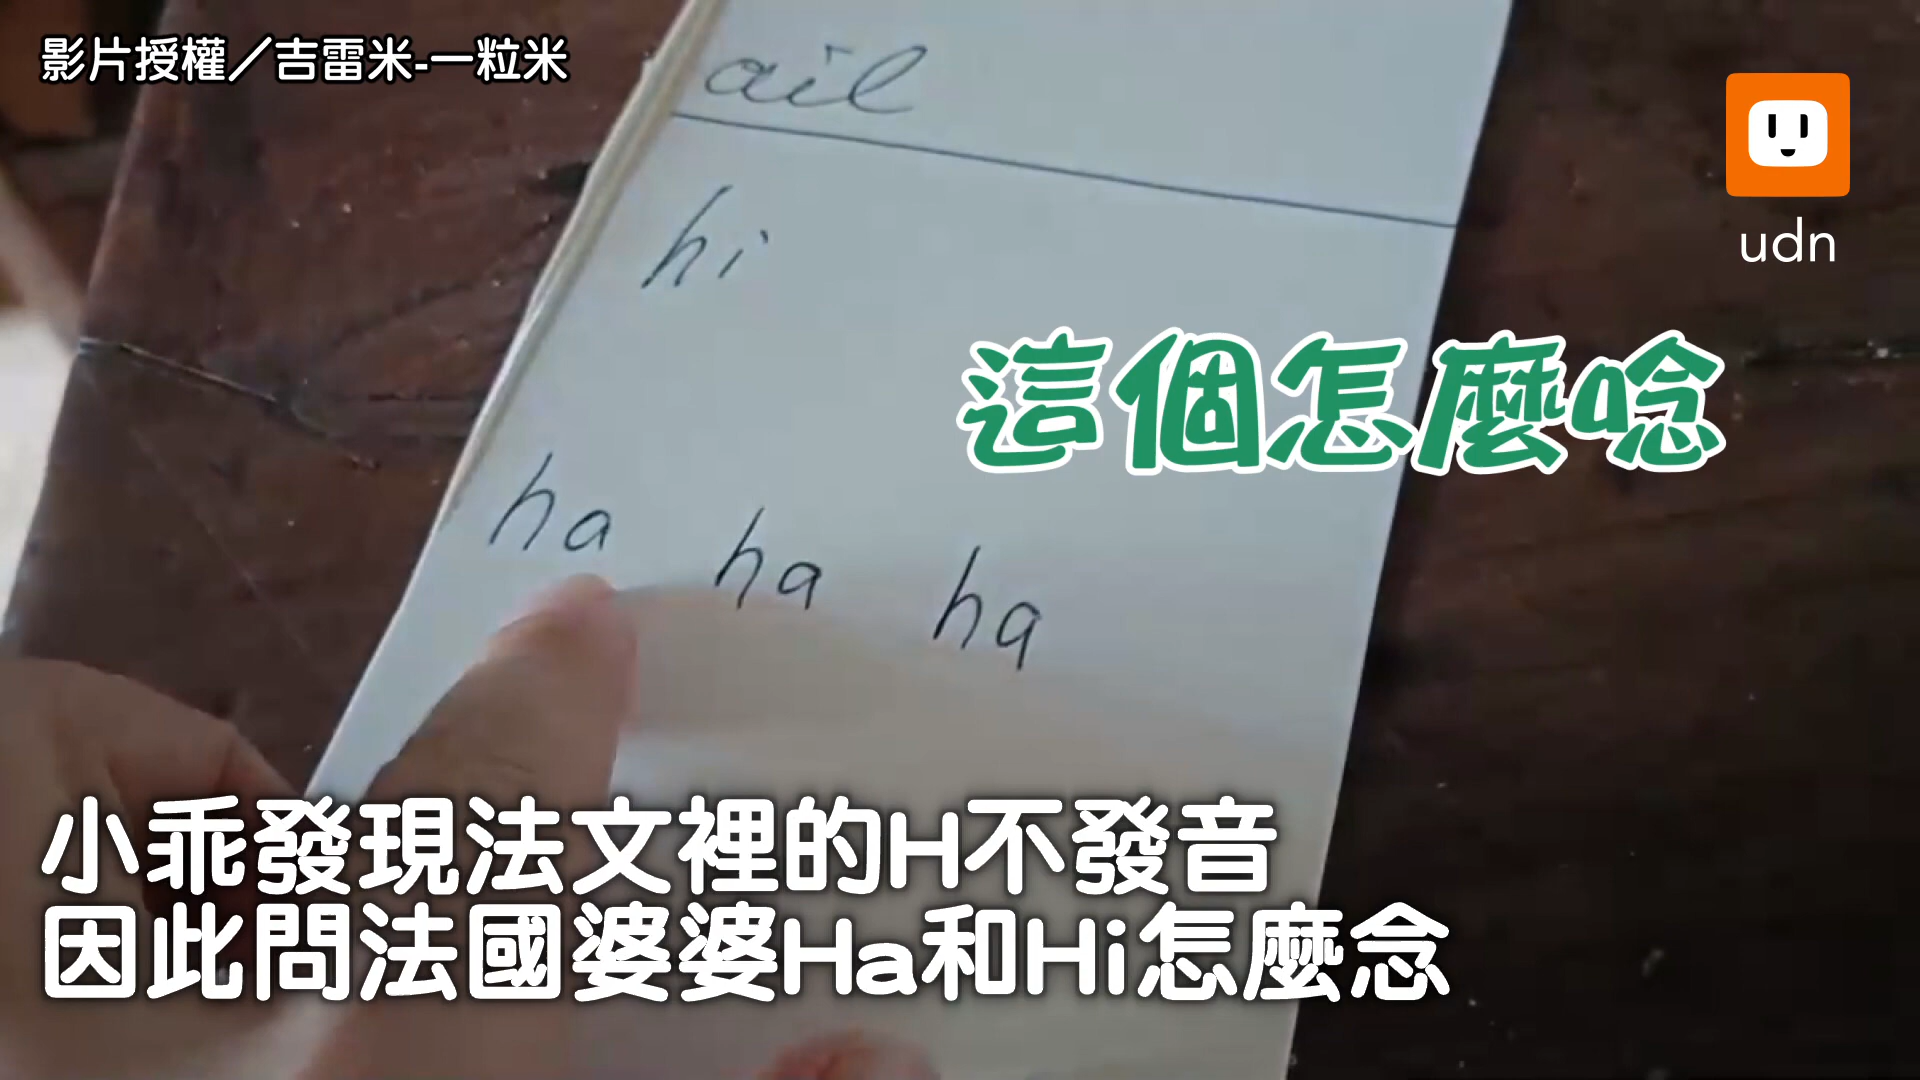 影片授權／吉雷米-一粒米
ail
udn
hi
這個怎麼唸
ha ha ha
小乖發現法文裡的H不發音
因此問法國婆婆Ha和Hi怎麼念